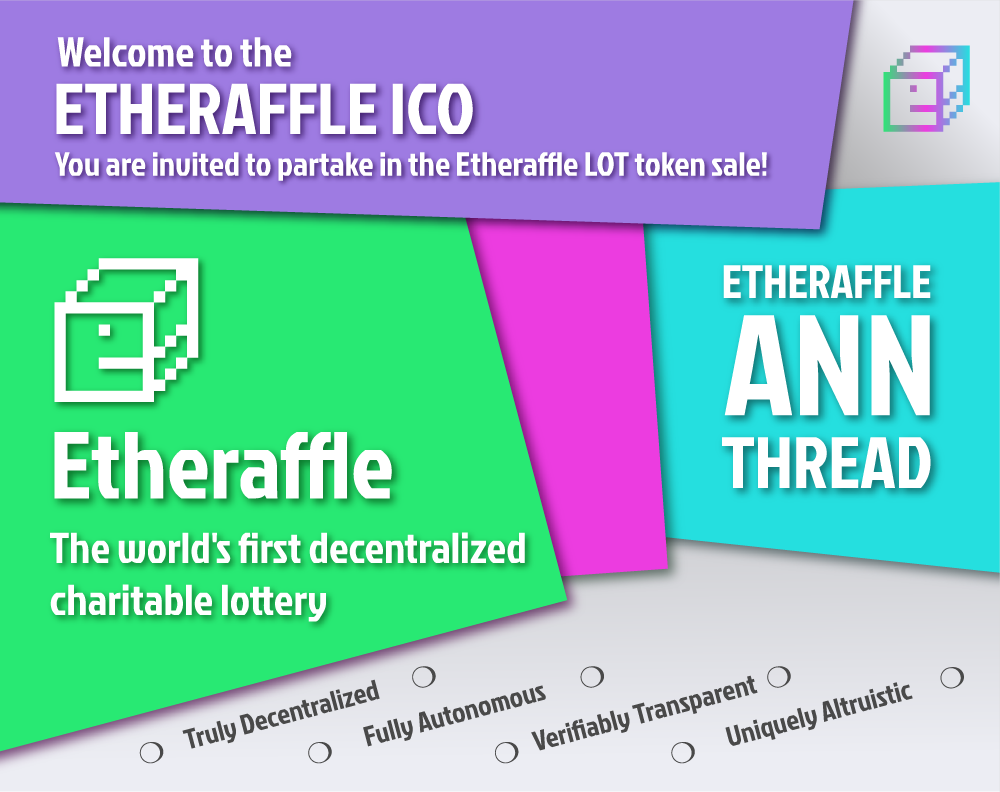 Welcome to the
ETHERAFFLE ICO
You are invited to partake in the Etheraffle LOT token sale!
Etheraffle
The world's first decentralized
charitable lottery
ETHERAFFLE
ANN
THREAD
Truly Decentralized
Fully Autonomous
Verifiably Transparent
Uniquely Altruistic